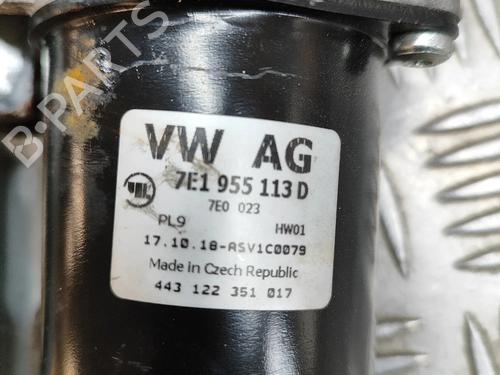 B-PARTS
VW AG
7E1 955 113 D
7E0 023
PL9 HW01
17.10.18-ASV1C0079
Made in Czech Republic
443 122 351 017